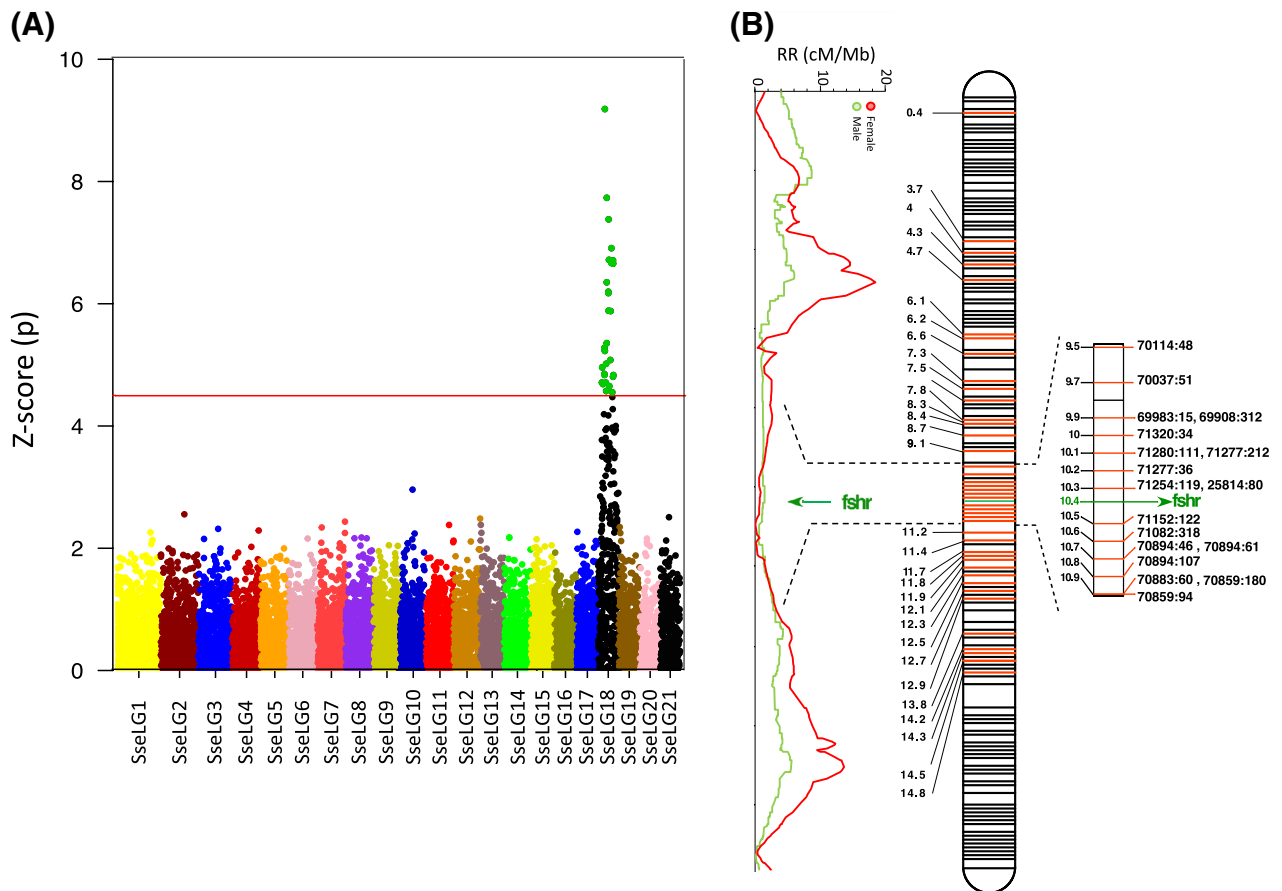 (A)
10
8
6
4
2
0
Z-score (p)
SseLG1
SseLG2
SseLG3
SseLG4
SseLG5
SseLG6
SseLG7
SseLG8
SseLG9
SseLG10
SseLG11
SseLG12
SseLG13
SseLG14
SseLG15
SseLG16
SseLG17
SseLG18
SseLG19
SseLG20
SseLG21
(B)
RR (cM/Mb)
0
10
20
Female
Male
0.4
3.7
4
4.3
4.7
6.1
6.2
6.6
7.3
7.5
7.8
8.3
8.4
8.7
9.1
fshr
11.2
11.4
11.7
11.8
11.9
12.1
12.3
12.5
12.7
12.9
13.8
14.2
14.3
14.5
14.8
9.5 70114:48
9.7 70037:51
9.9 69983:15, 69908:312
10 71320:34
10.1 71280:111, 71277:212
10.2 71277:36
10.3 71254:119, 25814:80
10.4 fshr
10.5 71152:122
10.6 71082:318
10.7 70894:46 , 70894:61
10.8 70894:107
10.9 70883:60 , 70859:180
70859:94